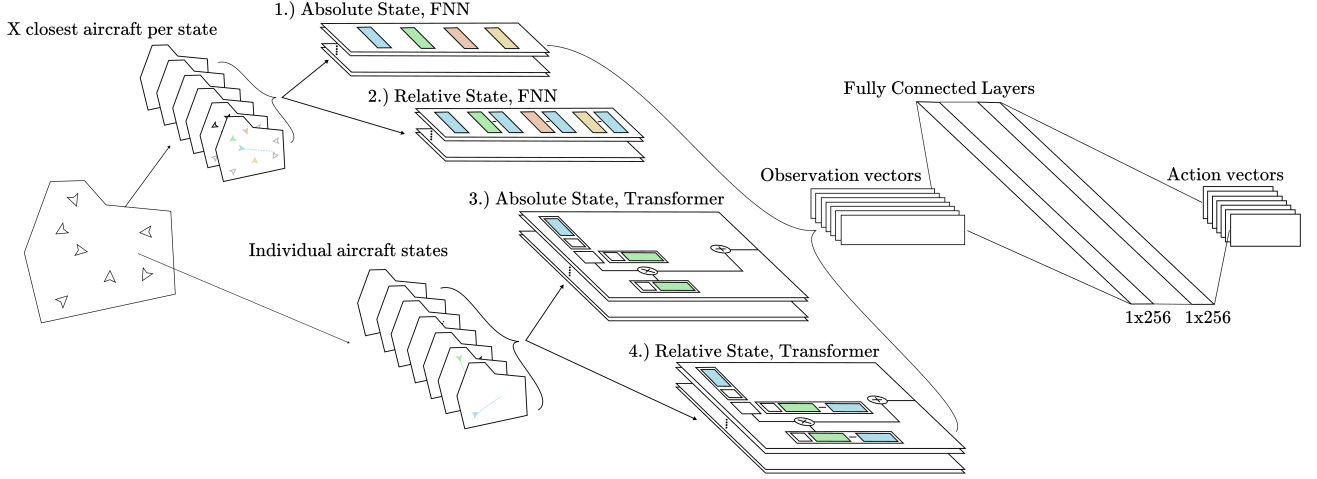 1.) Absolute State, FNN
X closest aircraft per state
2.) Relative State, FNN
Fully Connected Layers
Observation vectors
Action vectors
3.) Absolute State, Transformer
Individual aircraft states
1x256 1x256
4.) Relative State, Transformer